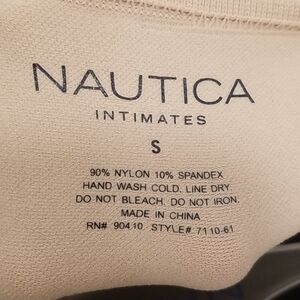 NAUTICA
INTIMATES
S
90% NYLON 10% SPANDEX
HAND WASH COLD. LINE DRY.
DO NOT BLEACH. DO NOT IRON.
MADE IN CHINA
RN# 90410 STYLE#: 7110-61